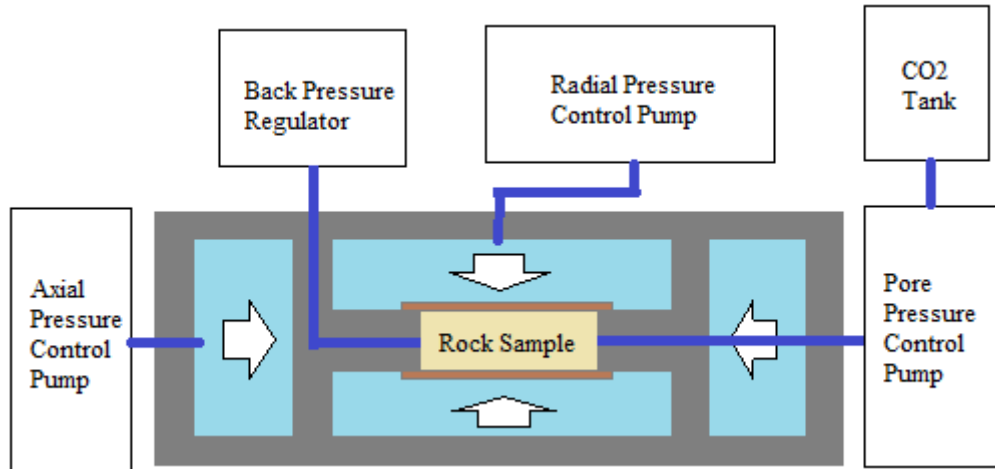 Back Pressure
Regulator
Radial Pressure
Control Pump
CO2
Tank
Axial
Pressure
Control
Pump
Rock Sample
Pore
Pressure
Control
Pump